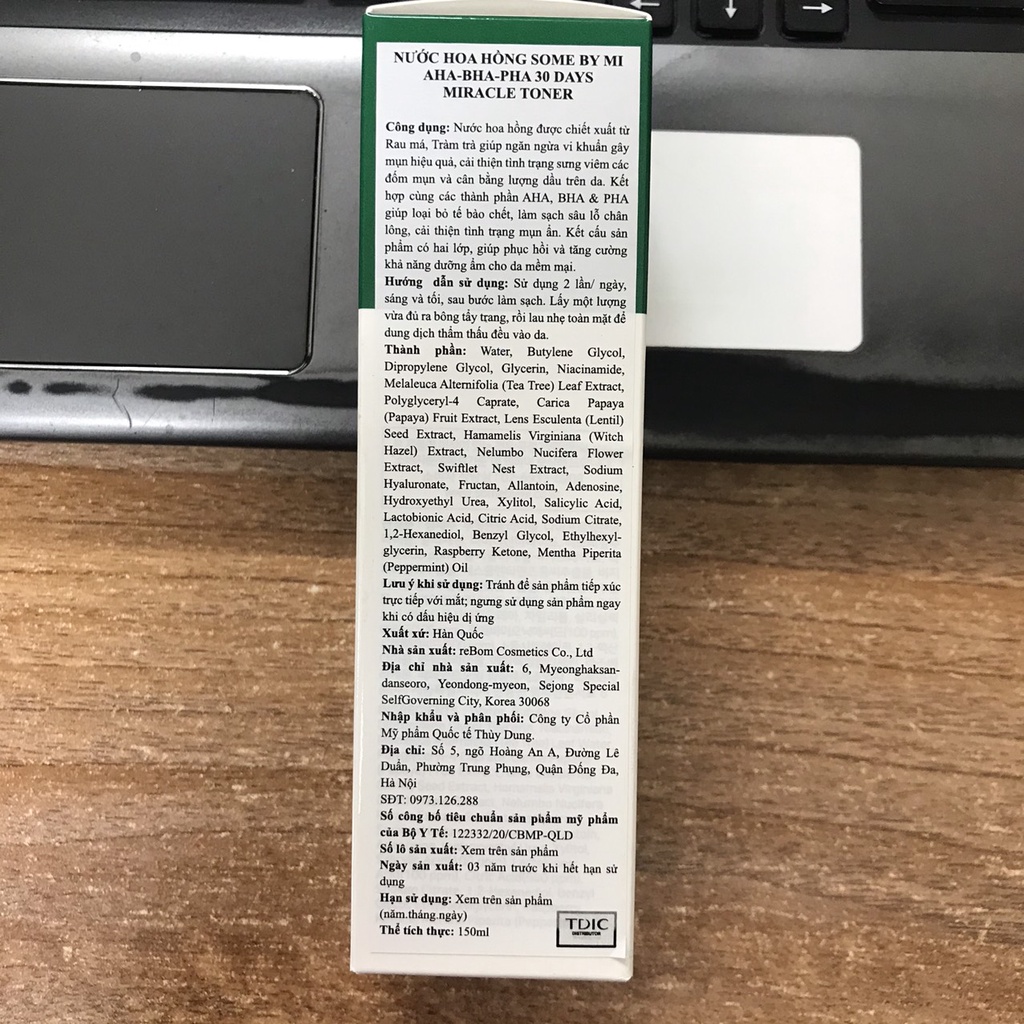 NƯỚC HOA HỒNG SOME BY MI
AHA-BHA-PHA 30 DAYS
MIRACLE TONER
Công dụng: Nước hoa hồng được chiết xuất từ
Rau má, Tràm trà giúp ngăn ngừa vi khuẩn gây
mụn hiệu quả, cải thiện tình trạng sưng viêm các
đốm mụn và cân bằng lượng dầu trên da. Kết
hợp cùng các thành phần AHA, BHA & PHA
giúp loại bỏ tế bào chết, làm sạch sâu lỗ chân
lông, cải thiện tình trạng mụn ẩn. Kết cấu sản
phẩm có hai lớp, giúp phục hồi và tăng cường
khả năng dưỡng ẩm cho da mềm mại.
Hướng dẫn sử dụng: Sử dụng 2 lần/ ngày,
sáng và tối, sau bước làm sạch. Lấy một lượng
vừa đủ ra bông tẩy trang, rồi lau nhẹ toàn mặt để
dung dịch thẩm thấu đều vào da.
Thành phần: Water, Butylene Glycol,
Dipropylene Glycol, Glycerin, Niacinamide,
Melaleuca Alternifolia (Tea Tree) Leaf Extract,
Polyglyceryl-4 Caprate, Carica Papaya
(Papaya) Fruit Extract, Lens Esculenta (Lentil)
Seed Extract, Hamamelis Virginiana (Witch
Hazel) Extract, Nelumbo Nucifera Flower
Extract, Swiftlet Nest Extract, Sodium
Hyaluronate, Fructan, Allantoin, Adenosine,
Hydroxyethyl Urea, Xylitol, Salicylic Acid,
Lactobionic Acid, Citric Acid, Sodium Citrate,
1,2-Hexanediol, Benzyl Glycol, Ethylhexyl-
glycerin, Raspberry Ketone, Mentha Piperita
(Peppermint) Oil
Lưu ý khi sử dụng: Tránh để sản phẩm tiếp xúc
trực tiếp với mắt; ngưng sử dụng sản phẩm ngay
khi có dấu hiệu dị ứng
Xuất xứ: Hàn Quốc
Nhà sản xuất: reBom Cosmetics Co., Ltd
Địa chỉ nhà sản xuất: 6, Myeonghaksan-
danseoro, Yeondong-myeon, Sejong Special
SelfGoverning City, Korea 30068
Nhập khẩu và phân phối: Công ty Cổ phần
Mỹ phẩm Quốc tế Thùy Dung.
Địa chỉ: Số 5, ngõ Hoàng An A, Đường Lê
Duẩn, Phường Trung Phụng, Quận Đống Đa,
Hà Nội
SĐT: 0973.126.288
Số công bố tiêu chuẩn sản phẩm mỹ phẩm
của Bộ Y Tế: 122332/20/CBMP-QLD
Số lô sản xuất: Xem trên sản phẩm
Ngày sản xuất: 03 năm trước khi hết hạn sử
dụng
Hạn sử dụng: Xem trên sản phẩm
(năm.tháng.ngày)
Thể tích thực: 150ml
TDIC
DISTRIBUTOR